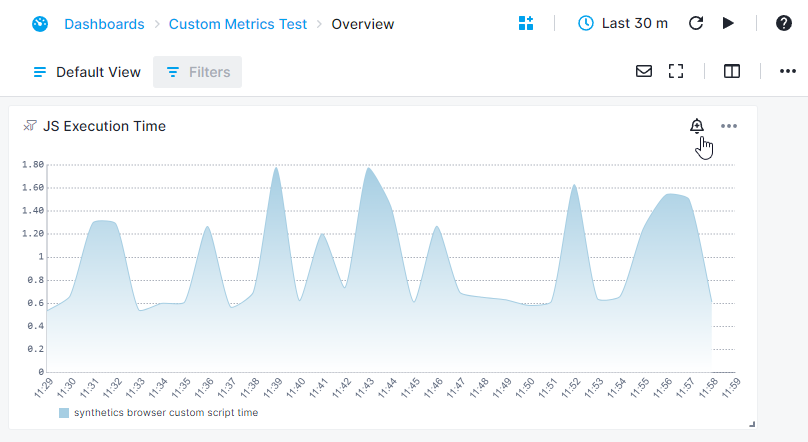 Dashboards > Custom Metrics Test > Overview
Last 30 m
Default View
Filters
JS Execution Time
1.80
1.60
1.40
1.20
1
0.8
0.6
0.4
0.2
0
11:29 11:30 11:31 11:32 11:33 11:34 11:35 11:36 11:37 11:38 11:39 11:40 11:41 11:42 11:43 11:44 11:45 11:46 11:47 11:48 11:49 11:50 11:51 11:52 11:53 11:54 11:55 11:56 11:57 11:58 11:59
synthetics browser custom script time